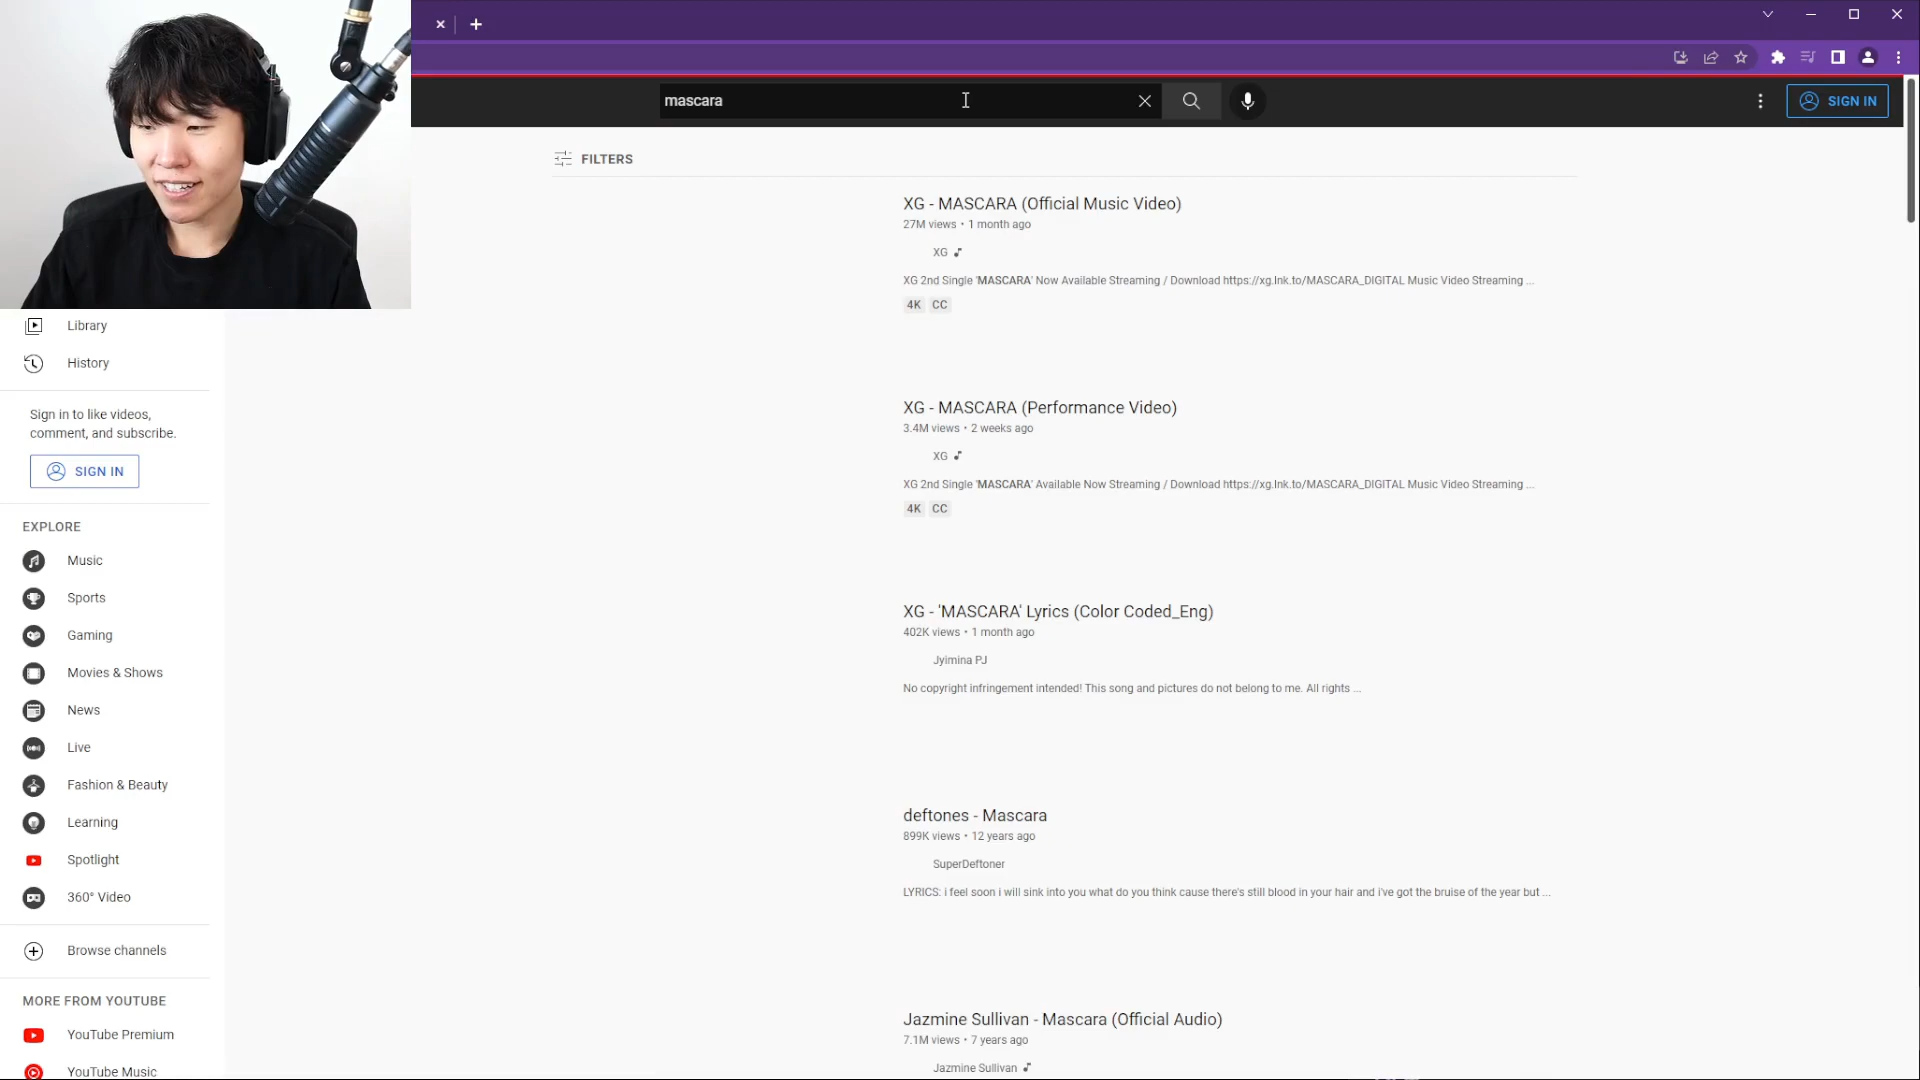 mascara
SIGN IN
FILTERS
XG - MASCARA (Official Music Video)
27M views • 1 month ago
XG
XG 2nd Single 'MASCARA' Now Available Streaming / Download https://xg.lnk.to/MASCARA_DIGITAL Music Video Streaming ...
4K CC
XG - MASCARA (Performance Video)
3.4M views • 2 weeks ago
XG
XG 2nd Single 'MASCARA' Available Now Streaming / Download https://xg.lnk.to/MASCARA_DIGITAL Music Video Streaming ...
4K CC
XG - 'MASCARA' Lyrics (Color Coded_Eng)
402K views • 1 month ago
Jyimina PJ
No copyright infringement intended! This song and pictures do not belong to me. All rights ...
deftones - Mascara
899K views • 12 years ago
SuperDeftoner
LYRICS: i feel soon i will sink into you what do you think cause there's still blood in your hair and i've got the bruise of the year but ...
Jazmine Sullivan - Mascara (Official Audio)
7.1M views • 7 years ago
Jazmine Sullivan
Library
History
Sign in to like videos,
comment, and subscribe.
SIGN IN
EXPLORE
Music
Sports
Gaming
Movies & Shows
News
Live
Fashion & Beauty
Learning
Spotlight
360° Video
Browse channels
MORE FROM YOUTUBE
YouTube Premium
YouTube Music